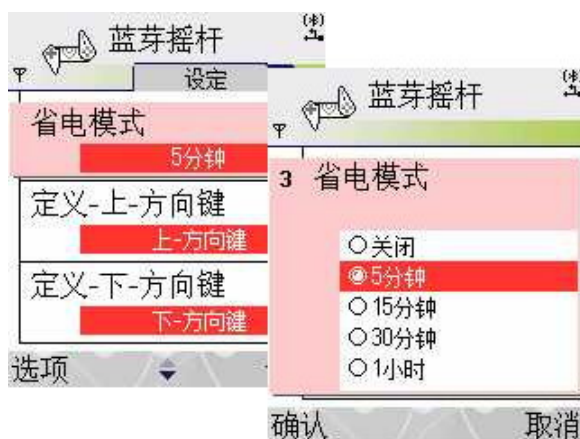 蓝芽摇杆
设定
省电模式
5分钟
定义-上-方向键
上-方向键
定义-下-方向键
下-方向键
选项
蓝芽摇杆
3 省电模式
关闭
5分钟
15分钟
30分钟
1小时
确认 取消